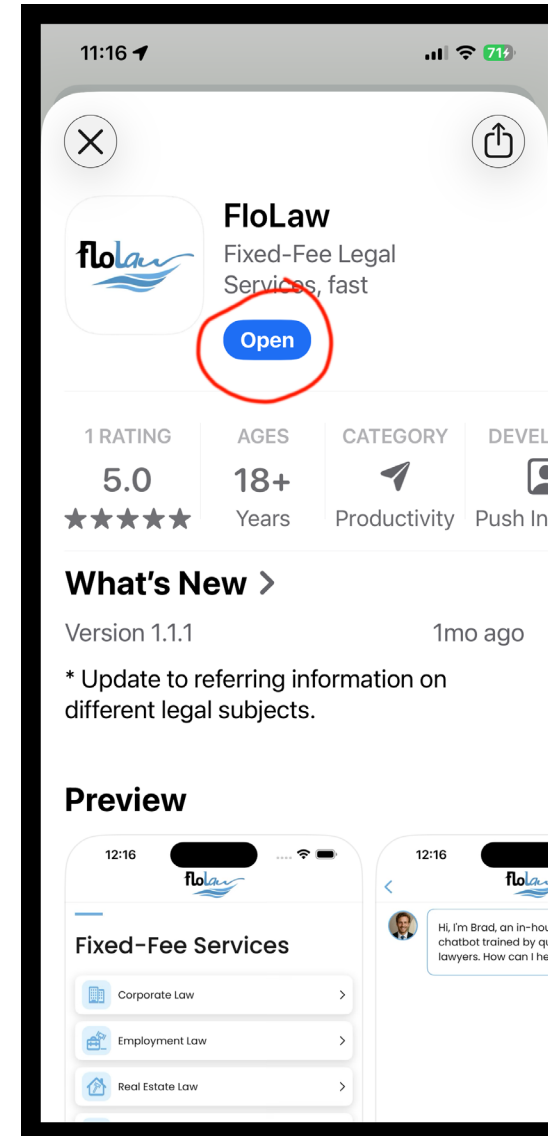 11:16
71
flolaw
FloLaw
Fixed-Fee Legal
Services, fast
Open
1 RATING
AGES
CATEGORY
DEVEL
5.0
18+
Years
Productivity
Push In
What's New >
Version 1.1.1
1mo ago
* Update to referring information on
different legal subjects.
Preview
12:16
flolaw
Fixed-Fee Services
Corporate Law
Employment Law
Real Estate Law
12:16
flolaw
Hi, I'm Brad, an in-hou
chatbot trained by qu
lawyers. How can I he